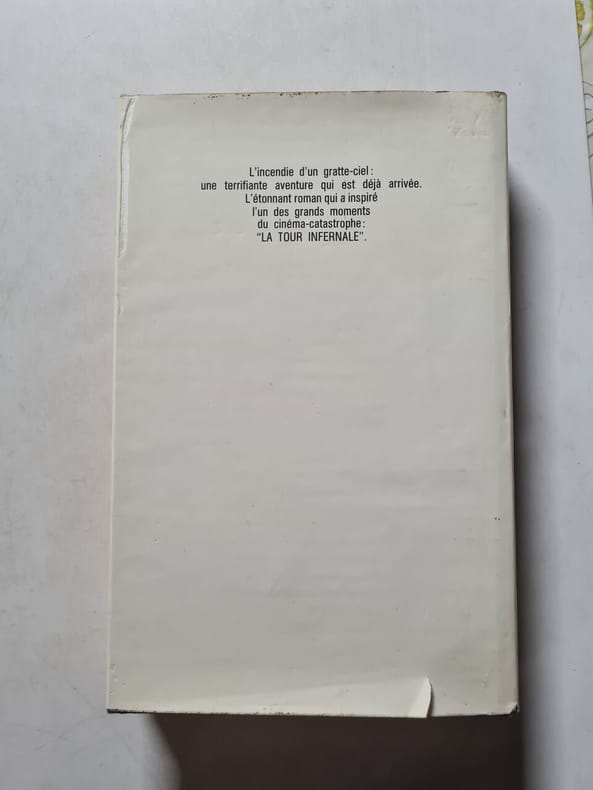 L'incendie d'un gratte-ciel :
une terrifiante aventure qui est déjà arrivée.
L'étonnant roman qui a inspiré
l'un des grands moments
du cinéma-catastrophe :
"LA TOUR INFERNALE".